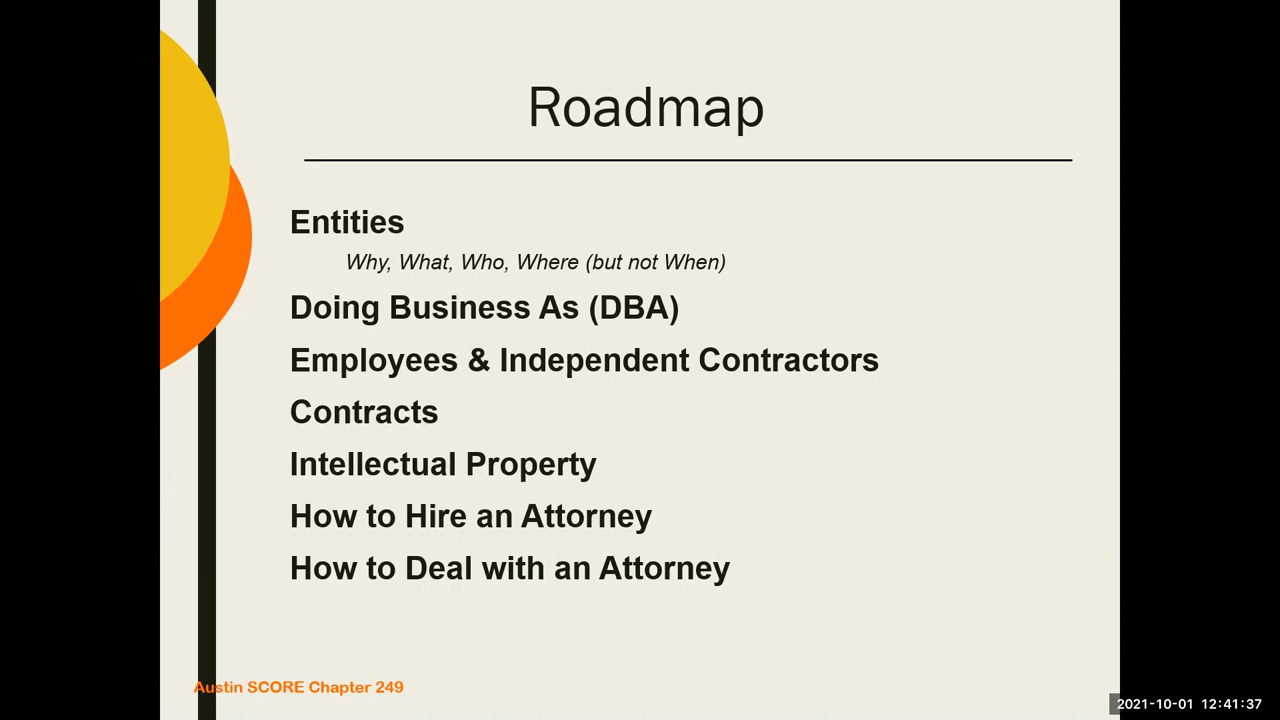 Roadmap
Entities
Why, What, Who, Where (but not When)
Doing Business As (DBA)
Employees & Independent Contractors
Contracts
Intellectual Property
How to Hire an Attorney
How to Deal with an Attorney
Austin SCORE Chapter 249
2021-10-01 12:41:37